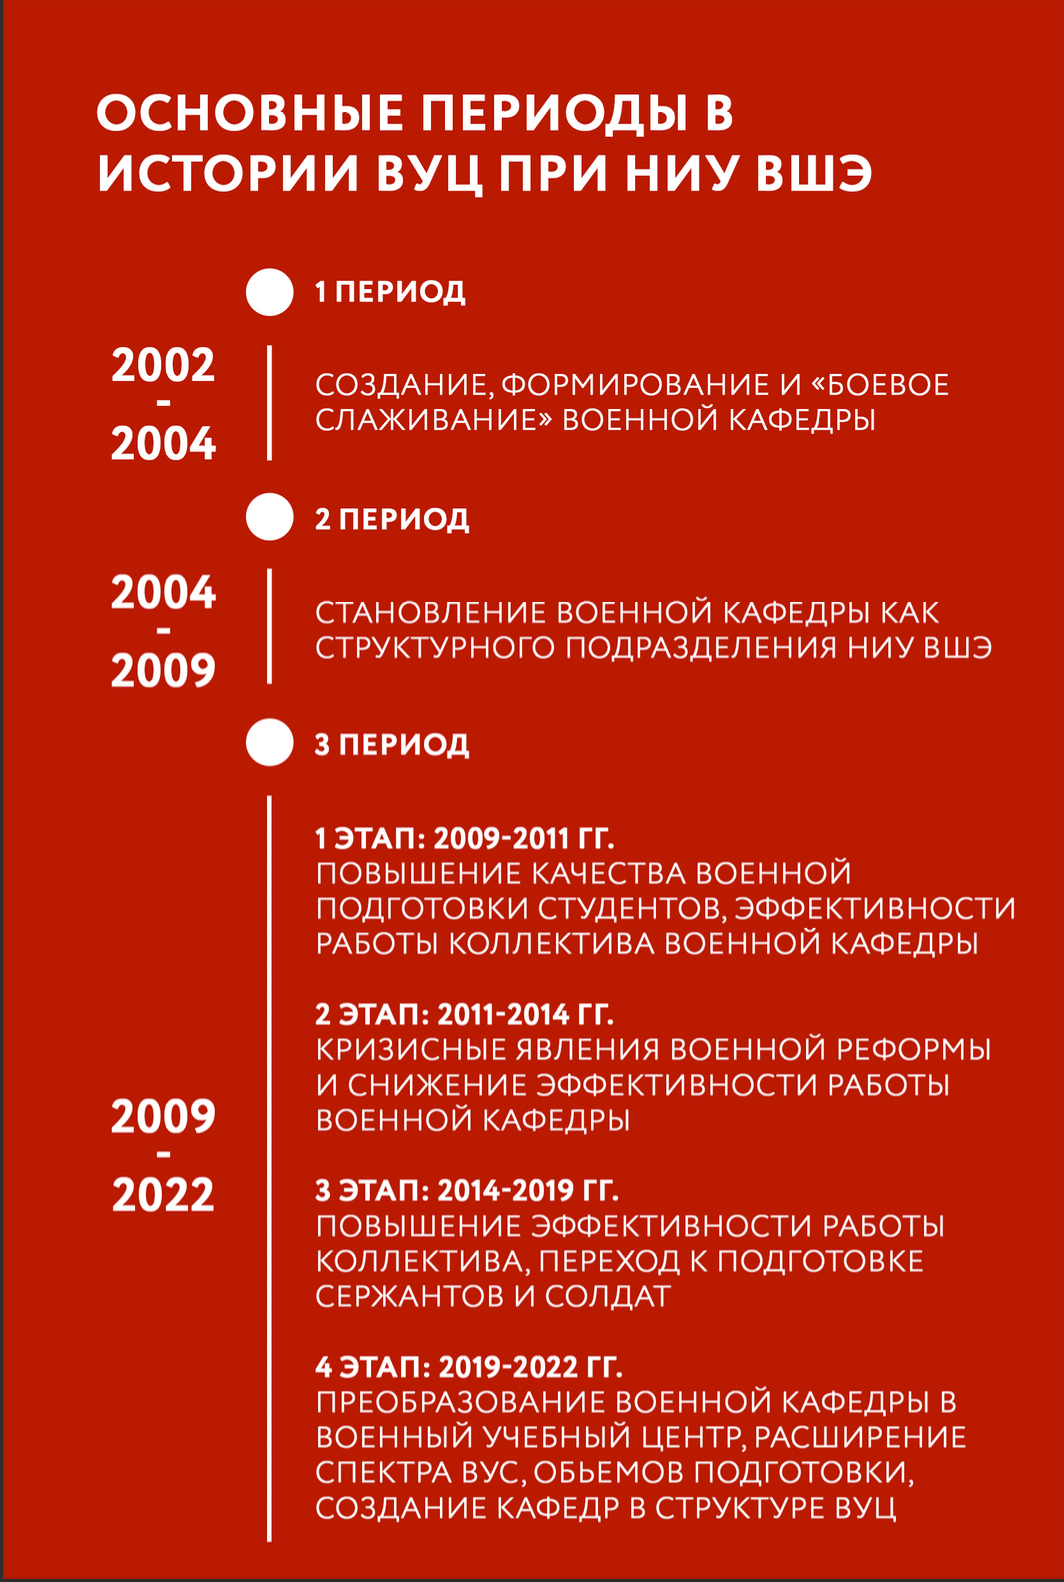 ОСНОВНЫЕ ПЕРИОДЫ В
ИСТОРИИ ВУЦ ПРИ НИУ ВШЭ
1 ПЕРИОД
2002
-
2004
СОЗДАНИЕ, ФОРМИРОВАНИЕ И «БОЕВОЕ
СЛАЖИВАНИЕ» ВОЕННОЙ КАФЕДРЫ
2 ПЕРИОД
2004
-
2009
СТАНОВЛЕНИЕ ВОЕННОЙ КАФЕДРЫ КАК
СТРУКТУРНОГО ПОДРАЗДЕЛЕНИЯ НИУ ВШЭ
3 ПЕРИОД
2009
-
2022
1 ЭТАП: 2009-2011 ГГ.
ПОВЫШЕНИЕ КАЧЕСТВА ВОЕННОЙ
ПОДГОТОВКИ СТУДЕНТОВ, ЭФФЕКТИВНОСТИ
РАБОТЫ КОЛЛЕКТИВА ВОЕННОЙ КАФЕДРЫ
2 ЭТАП: 2011-2014 ГГ.
КРИЗИСНЫЕ ЯВЛЕНИЯ ВОЕННОЙ РЕФОРМЫ
И СНИЖЕНИЕ ЭФФЕКТИВНОСТИ РАБОТЫ
ВОЕННОЙ КАФЕДРЫ
3 ЭТАП: 2014-2019 ГГ.
ПОВЫШЕНИЕ ЭФФЕКТИВНОСТИ РАБОТЫ
КОЛЛЕКТИВА, ПЕРЕХОД К ПОДГОТОВКЕ
СЕРЖАНТОВ И СОЛДАТ
4 ЭТАП: 2019-2022 ГГ.
ПРЕОБРАЗОВАНИЕ ВОЕННОЙ КАФЕДРЫ В
ВОЕННЫЙ УЧЕБНЫЙ ЦЕНТР, РАСШИРЕНИЕ
СПЕКТРА ВУС, ОБЬЕМОВ ПОДГОТОВКИ,
СОЗДАНИЕ КАФЕДР В СТРУКТУРЕ ВУЦ